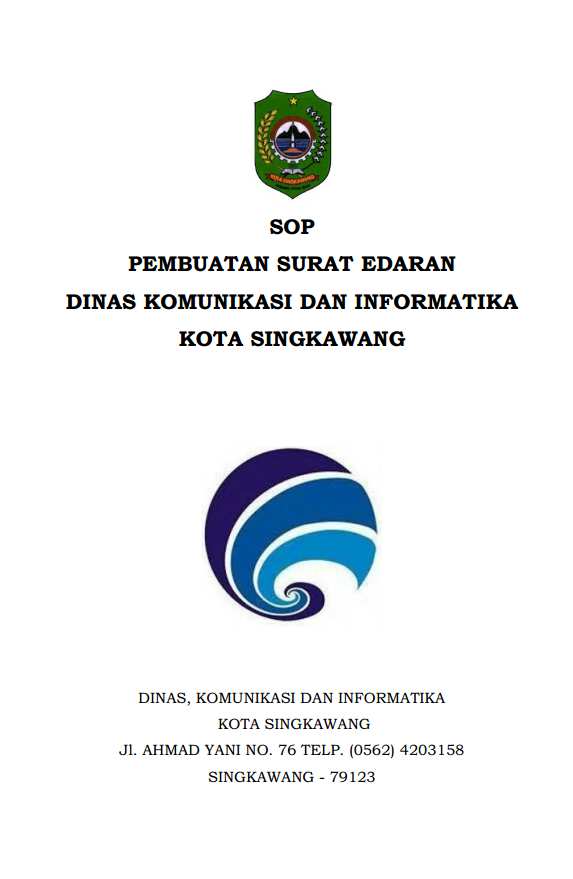 SOP
PEMBUATAN SURAT EDARAN
DINAS KOMUNIKASI DAN INFORMATIKA
KOTA SINGKAWANG
DINAS, KOMUNIKASI DAN INFORMATIKA
KOTA SINGKAWANG
Jl. AHMAD YANI NO. 76 TELP. (0562) 4203158
SINGKAWANG - 79123